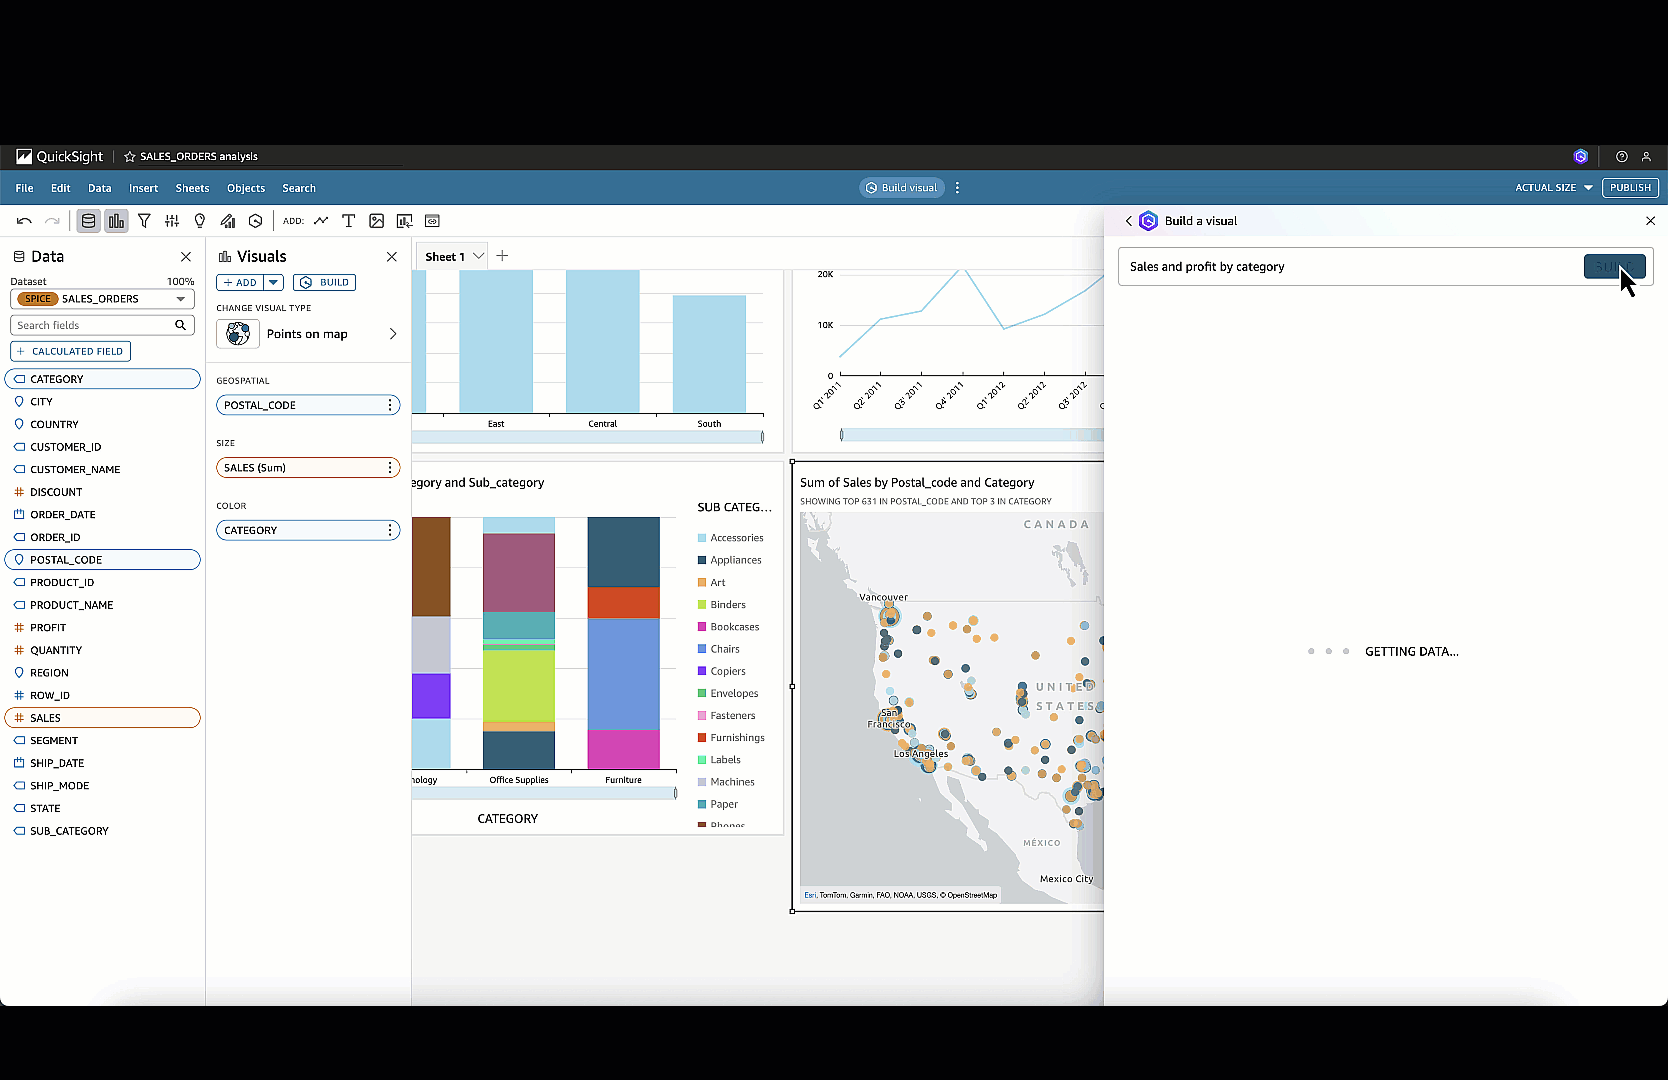 QuickSight
SALES_ORDERS analysis
File Edit Data Insert Sheets Objects Search
Build visual
ACTUAL SIZE
PUBLISH
ADD:
Data
Dataset 100%
SPICE SALES_ORDERS
Search fields
+ CALCULATED FIELD
CATEGORY
CITY
COUNTRY
CUSTOMER_ID
CUSTOMER_NAME
DISCOUNT
ORDER_DATE
ORDER_ID
POSTAL_CODE
PRODUCT_ID
PRODUCT_NAME
PROFIT
QUANTITY
REGION
ROW_ID
SALES
SEGMENT
SHIP_DATE
SHIP_MODE
STATE
SUB_CATEGORY
Visuals
+ ADD
BUILD
CHANGE VISUAL TYPE
Points on map
GEOSPATIAL
POSTAL_CODE
SIZE
SALES (Sum)
COLOR
CATEGORY
Sheet 1
East Central South
20K
10K
0
Q1' 2011 Q2' 2011 Q3' 2011 Q4' 2011 Q1' 2012 Q2' 2012 Q3' 2012
egory and Sub_category
SUB CATEG...
Accessories
Appliances
Art
Binders
Bookcases
Chairs
Copiers
Envelopes
Fasteners
Furnishings
Labels
Machines
Paper
Phones
nology Office Supplies Furniture
CATEGORY
Sum of Sales by Postal_code and Category
SHOWING TOP 631 IN POSTAL_CODE AND TOP 3 IN CATEGORY
CANADA
Vancouver
UNITED
STATES
San
Francisco
Los Angeles
MÉXICO
Mexico City
Esri, TomTom, Garmin, FAO, NOAA, USGS, © OpenStreetMap
Build a visual
Sales and profit by category
GETTING DATA...